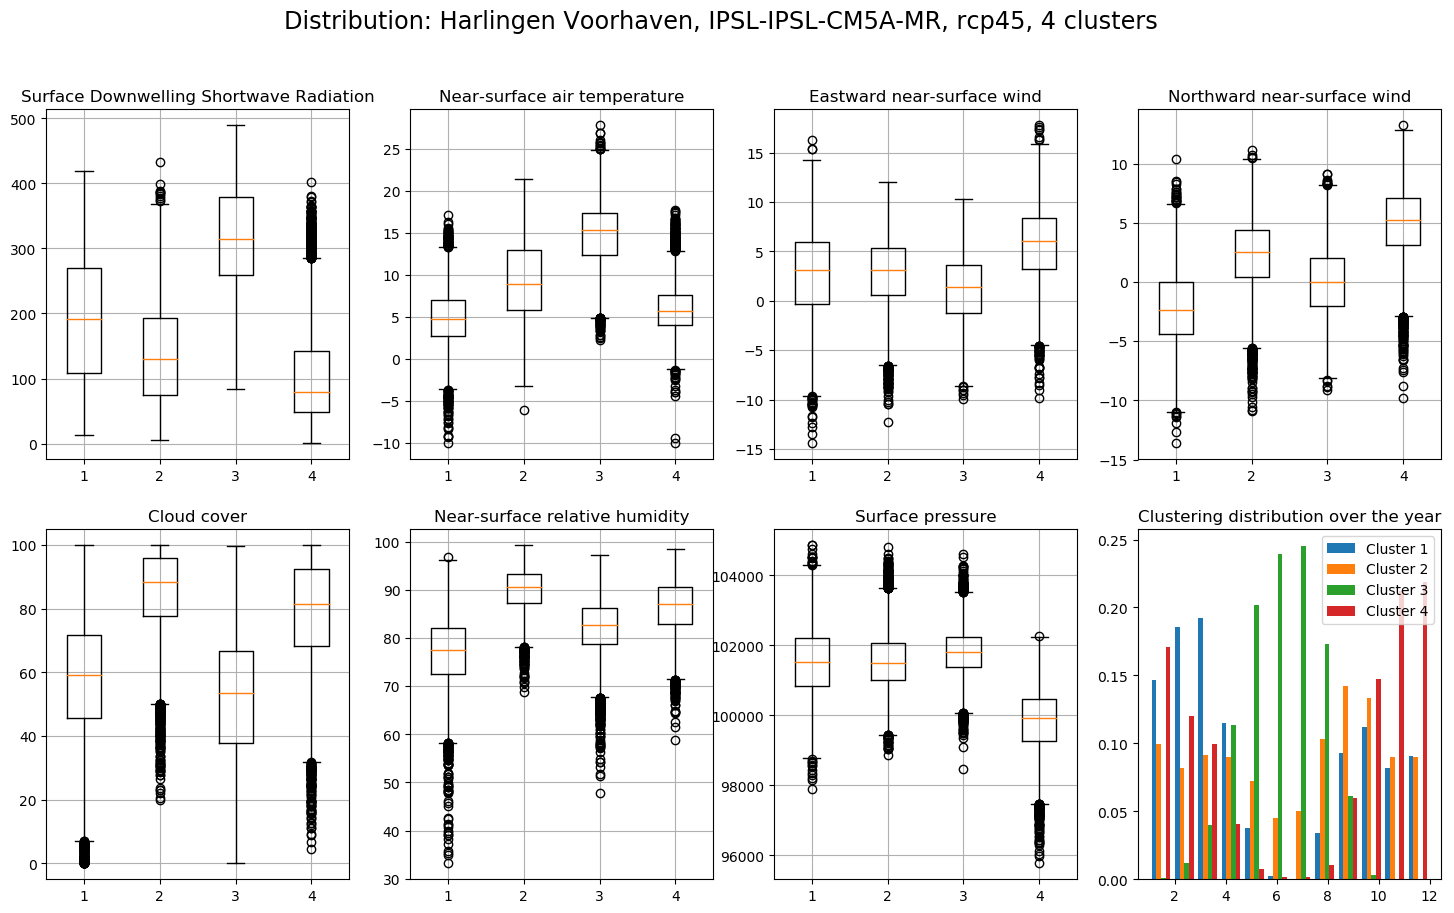 Distribution: Harlingen Voorhaven, IPSL-IPSL-CM5A-MR, rcp45, 4 clusters
Surface Downwelling Shortwave Radiation
500
400
300
200
100
0
1 2 3 4
Near-surface air temperature
25
20
15
10
5
0
−5
−10
1 2 3 4
Eastward near-surface wind
15
10
5
0
−5
−10
−15
1 2 3 4
Northward near-surface wind
10
5
0
−5
−10
−15
1 2 3 4
Cloud cover
100
80
60
40
20
0
1 2 3 4
Near-surface relative humidity
100
90
80
70
60
50
40
30
1 2 3 4
Surface pressure
104000
102000
100000
98000
96000
1 2 3 4
Clustering distribution over the year
0.25
0.20
0.15
0.10
0.05
0.00
2 4 6 8 10 12
Cluster 1
Cluster 2
Cluster 3
Cluster 4